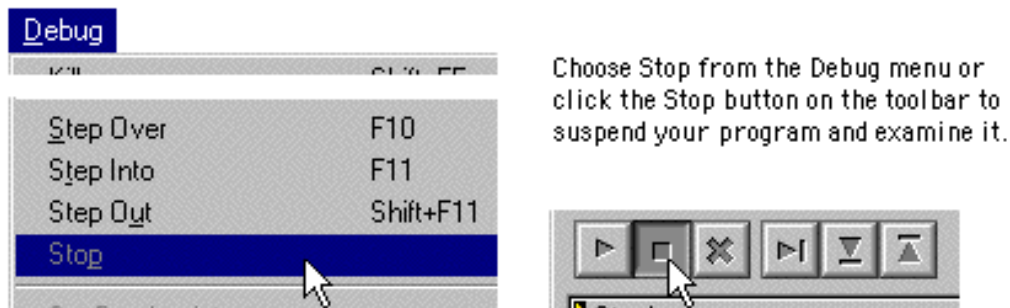 Debug
Step Over F10
Step Into F11
Step Out Shift+F11
Stop
Choose Stop from the Debug menu or
click the Stop button on the toolbar to
suspend your program and examine it.